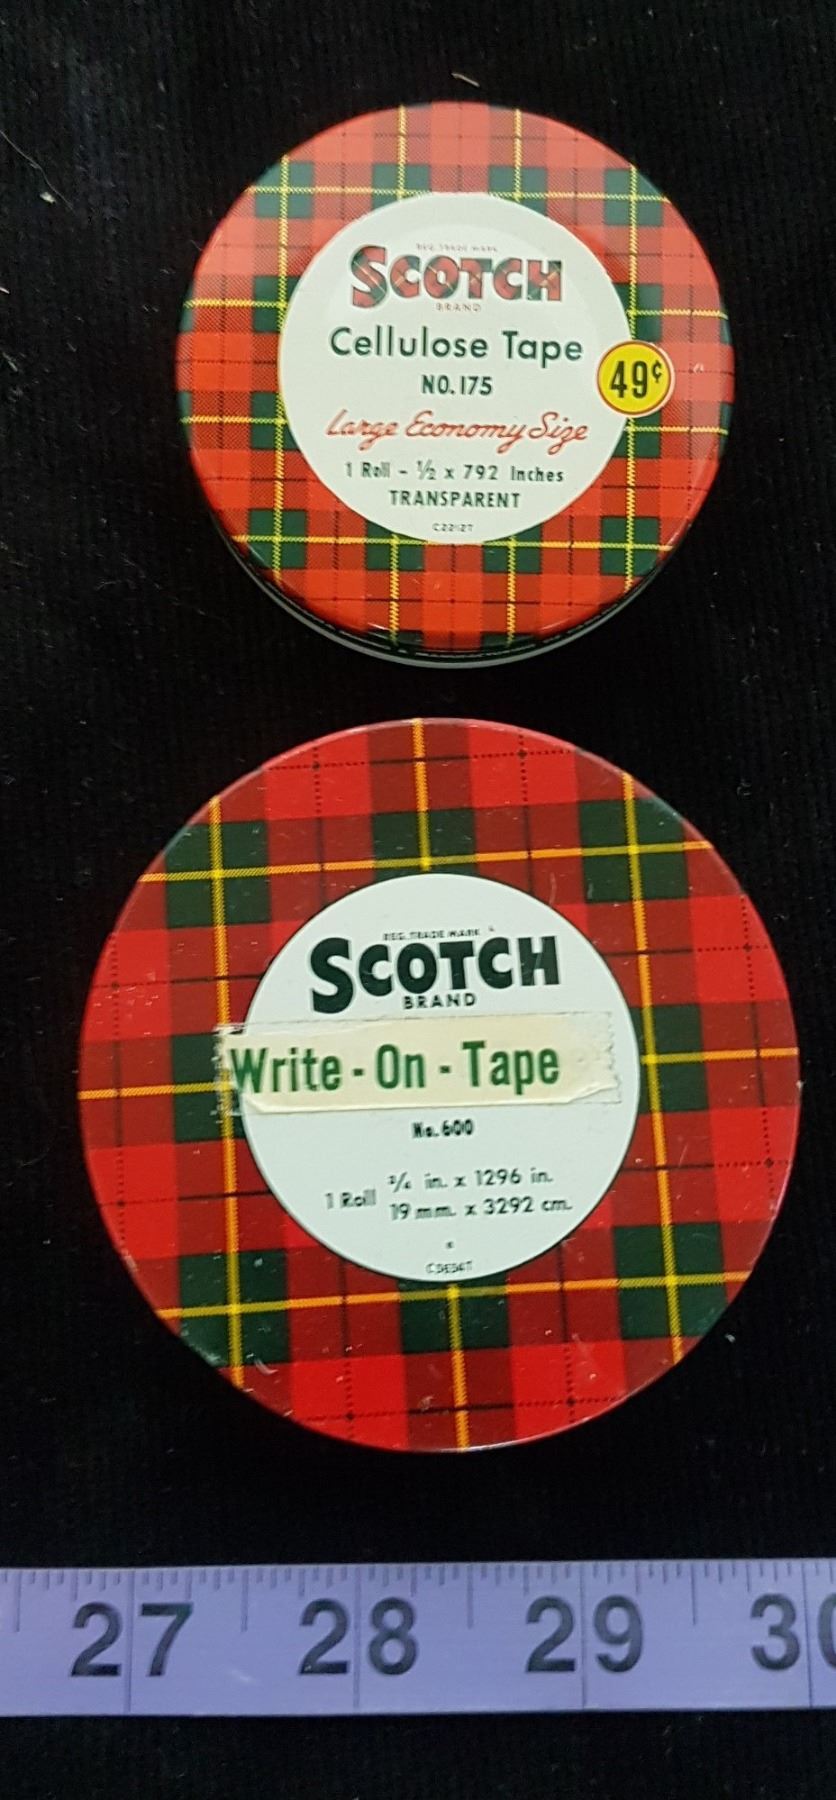 REG. TRADE MARK
SCOTCH
BRAND
Cellulose Tape
NO. 175
49¢
Large Economy Size
1 Roll - ½ x 792 Inches
TRANSPARENT
C2212T
REG. TRADE MARK
SCOTCH
BRAND
Write - On - Tape
No. 600
1 Roll ¾ in. x 1296 in.
19 mm. x 3292 cm.
27 28 29 30